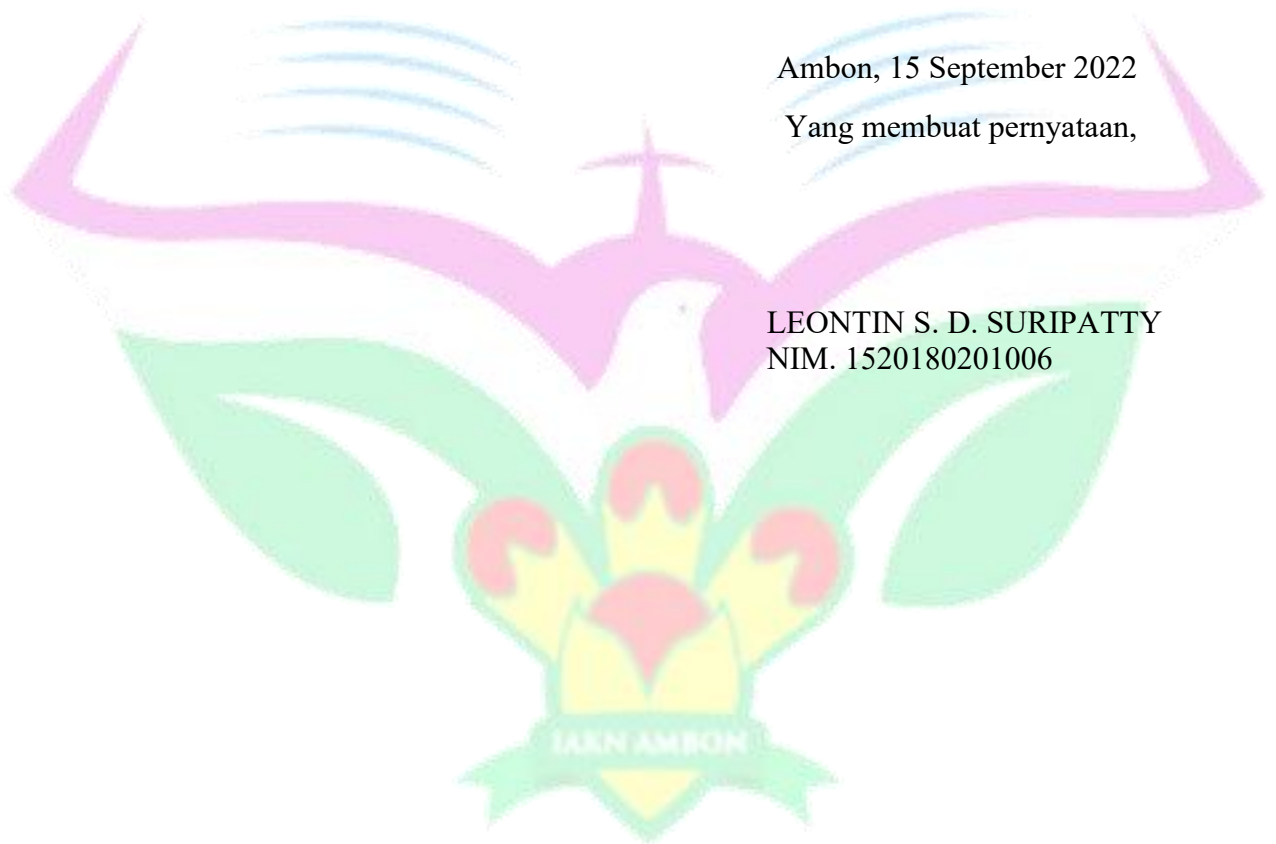 Ambon, 15 September 2022
Yang membuat pernyataan,
LEONTIN S. D. SURIPATTY
NIM. 1520180201006
IAKN AMBON